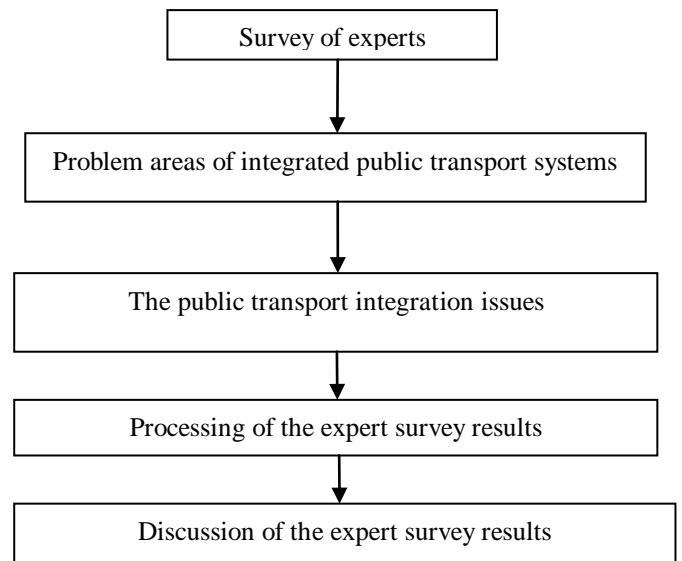 Survey of experts
Problem areas of integrated public transport systems
The public transport integration issues
Processing of the expert survey results
Discussion of the expert survey results